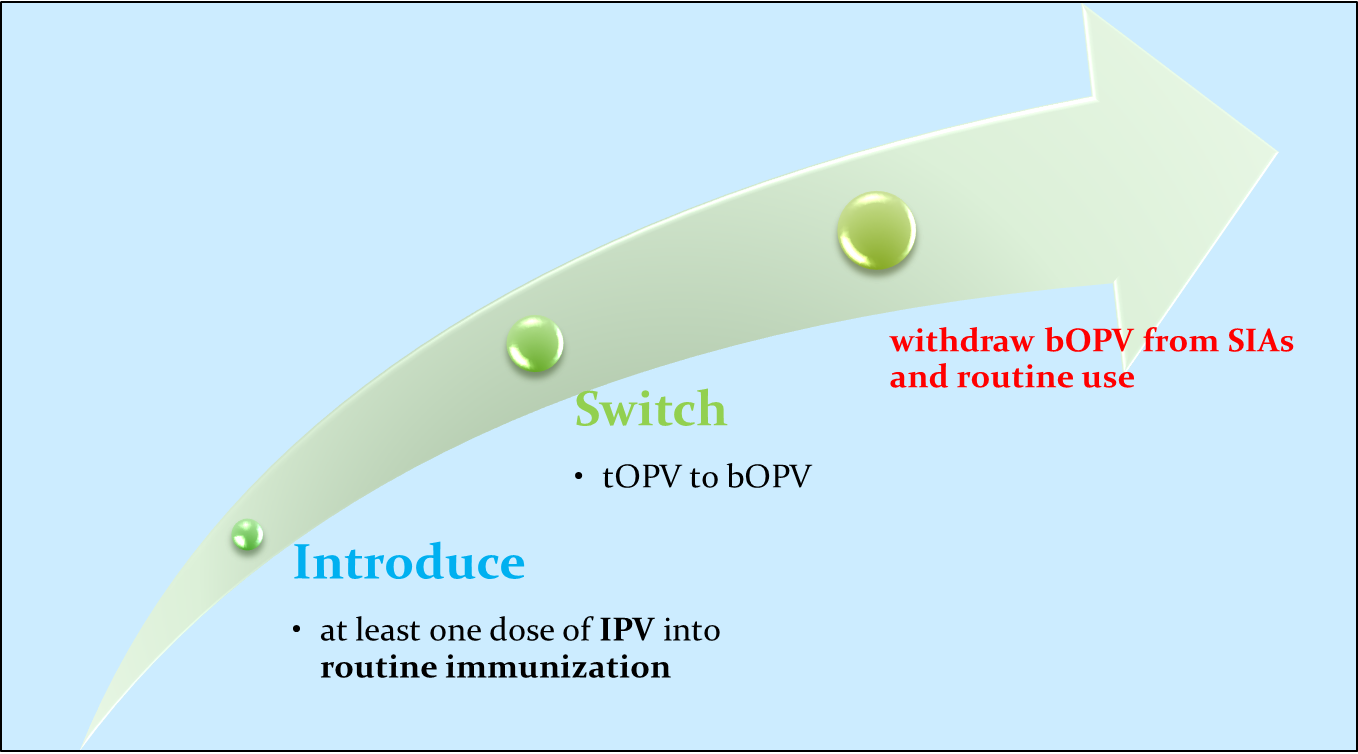 withdraw bOPV from SIAs
and routine use
Switch
• tOPV to bOPV
Introduce
• at least one dose of IPV into
routine immunization